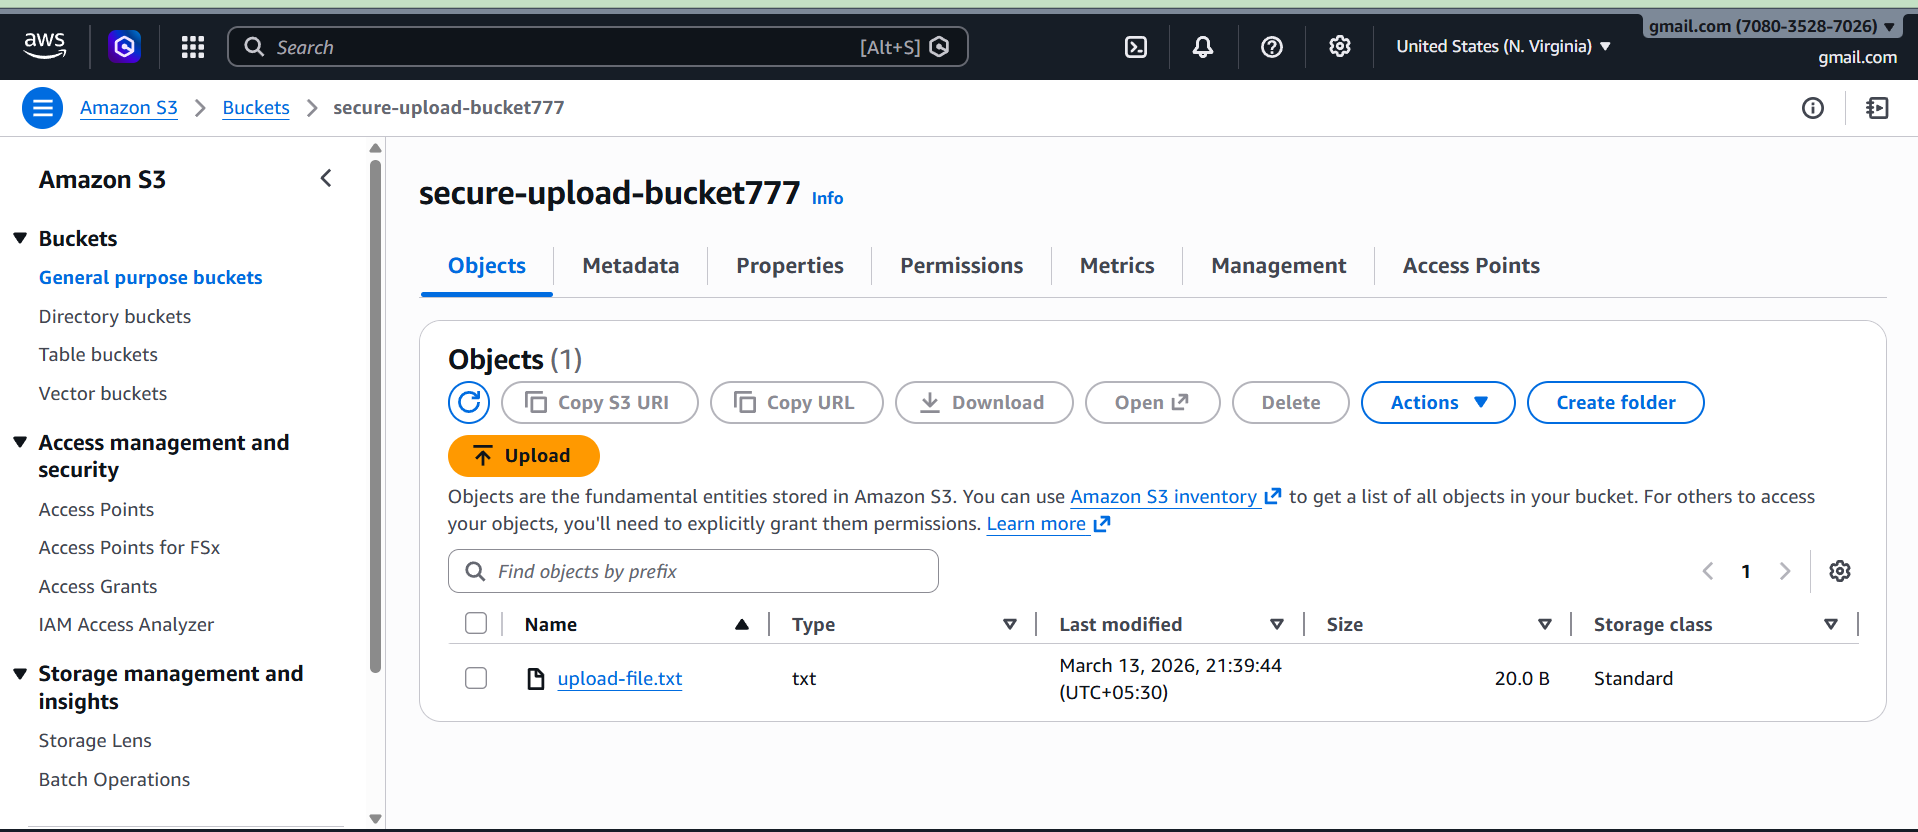 aws
Search [Alt+S]
United States (N. Virginia)
gmail.com (7080-3528-7026)
gmail.com
Amazon S3 > Buckets > secure-upload-bucket777
Amazon S3
Buckets
General purpose buckets
Directory buckets
Table buckets
Vector buckets
Access management and
security
Access Points
Access Points for FSx
Access Grants
IAM Access Analyzer
Storage management and
insights
Storage Lens
Batch Operations
secure-upload-bucket777 Info
Objects Metadata Properties Permissions Metrics Management Access Points
Objects (1)
Copy S3 URI Copy URL Download Open Delete Actions Create folder
Upload
Objects are the fundamental entities stored in Amazon S3. You can use Amazon S3 inventory to get a list of all objects in your bucket. For others to access
your objects, you'll need to explicitly grant them permissions. Learn more
Find objects by prefix
1
Name Type Last modified Size Storage class
upload-file.txt txt March 13, 2026, 21:39:44 20.0 B Standard
(UTC+05:30)